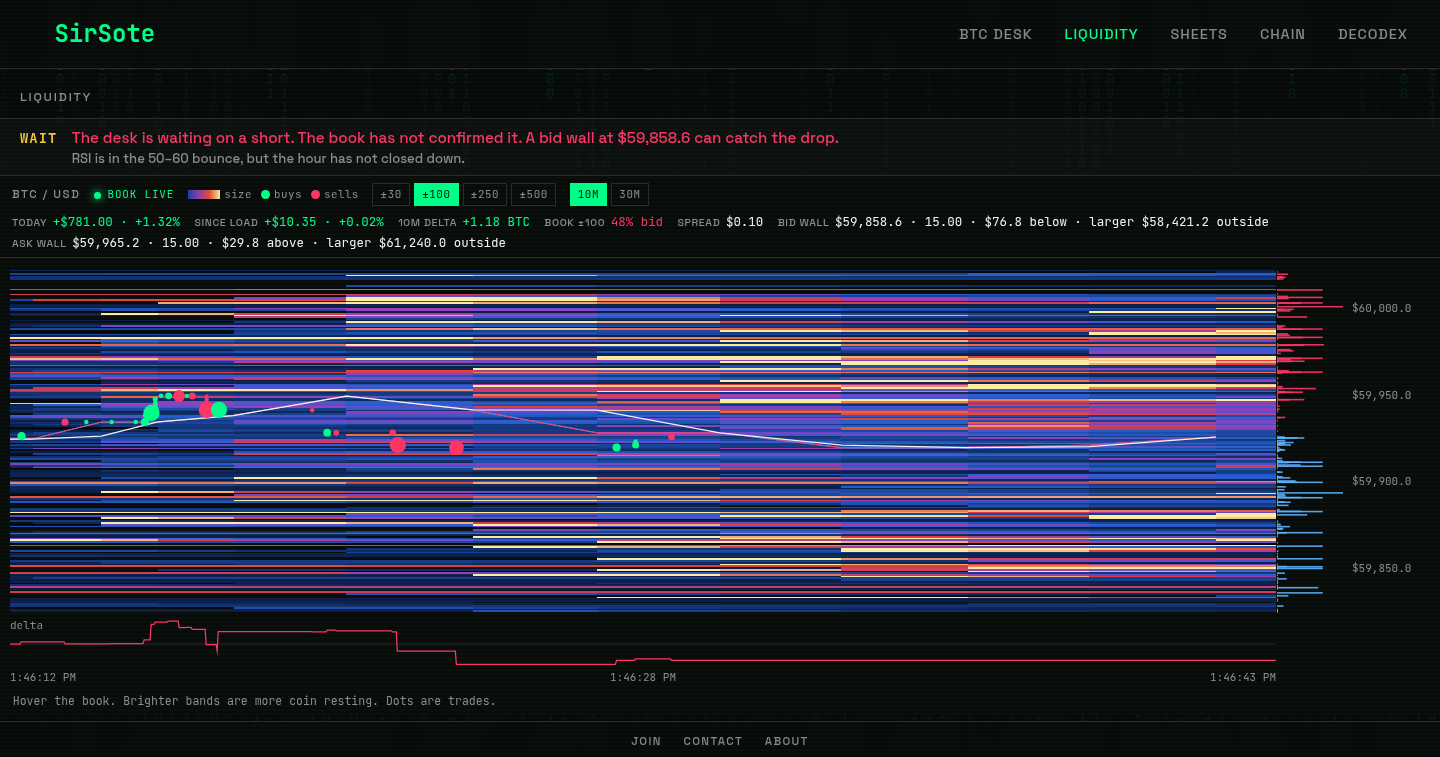 SirSote
BTC DESK LIQUIDITY SHEETS CHAIN DECODEX
LIQUIDITY
WAIT The desk is waiting on a short. The book has not confirmed it. A bid wall at $59,858.6 can catch the drop.
RSI is in the 50–60 bounce, but the hour has not closed down.
BTC / USD BOOK LIVE size buys sells ±30 ±100 ±250 ±500 10M 30M
TODAY +$781.00 · +1.32% SINCE LOAD +$10.35 · +0.02% 10M DELTA +1.18 BTC BOOK ±100 48% bid SPREAD $0.10 BID WALL $59,858.6 · 15.00 · $76.8 below · larger $58,421.2 outside
ASK WALL $59,965.2 · 15.00 · $29.8 above · larger $61,240.0 outside
$60,000.0
$59,950.0
$59,900.0
$59,850.0
delta
1:46:12 PM 1:46:28 PM 1:46:43 PM
Hover the book. Brighter bands are more coin resting. Dots are trades.
JOIN CONTACT ABOUT